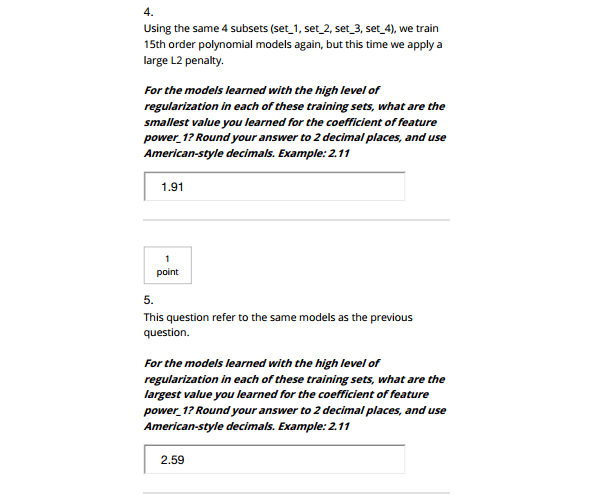 4.
Using the same 4 subsets (set_1, set_2, set_3, set_4), we train
15th order polynomial models again, but this time we apply a
large L2 penalty.
For the models learned with the high level of
regularization in each of these training sets, what are the
smallest value you learned for the coefficient of feature
power_1? Round your answer to 2 decimal places, and use
American-style decimals. Example: 2.11
1.91
1
point
5.
This question refer to the same models as the previous
question.
For the models learned with the high level of
regularization in each of these training sets, what are the
largest value you learned for the coefficient of feature
power_1? Round your answer to 2 decimal places, and use
American-style decimals. Example: 2.11
2.59